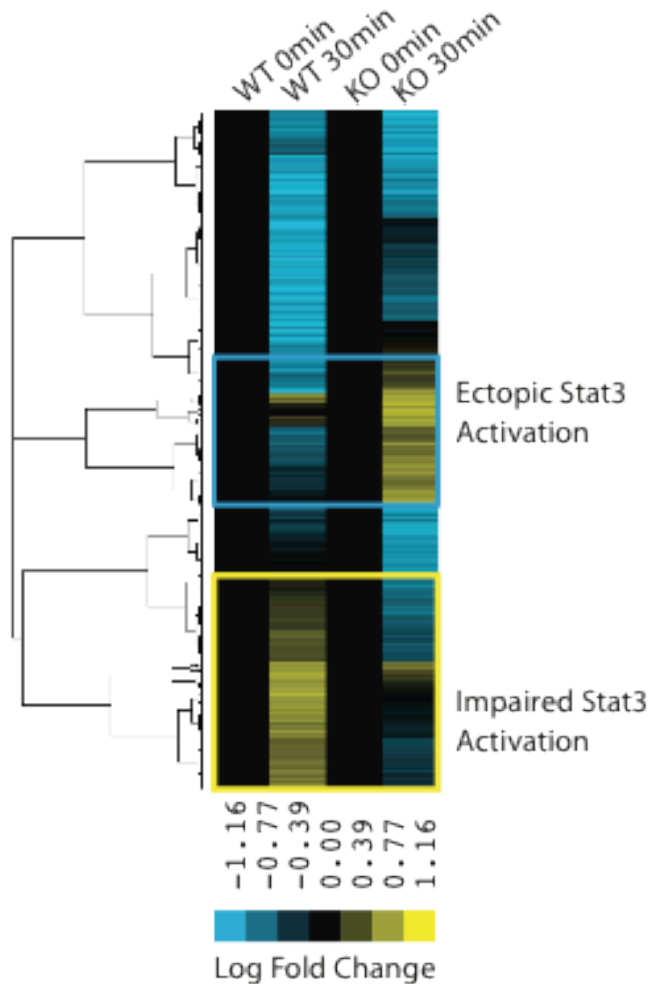 WT 0min
WT 30min
KO 0min
KO 30min
Ectopic Stat3
Activation
Impaired Stat3
Activation
-1.16
-0.77
-0.39
0.00
0.39
0.77
1.16
Log Fold Change